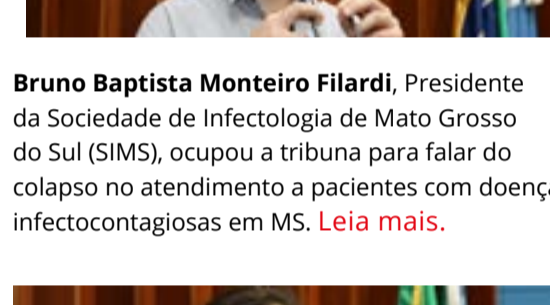 Bruno Baptista Monteiro Filardi, Presidente
da Sociedade de Infectologia de Mato Grosso
do Sul (SIMS), ocupou a tribuna para falar do
colapso no atendimento a pacientes com
infectocontagiosas em MS. Leia mais.